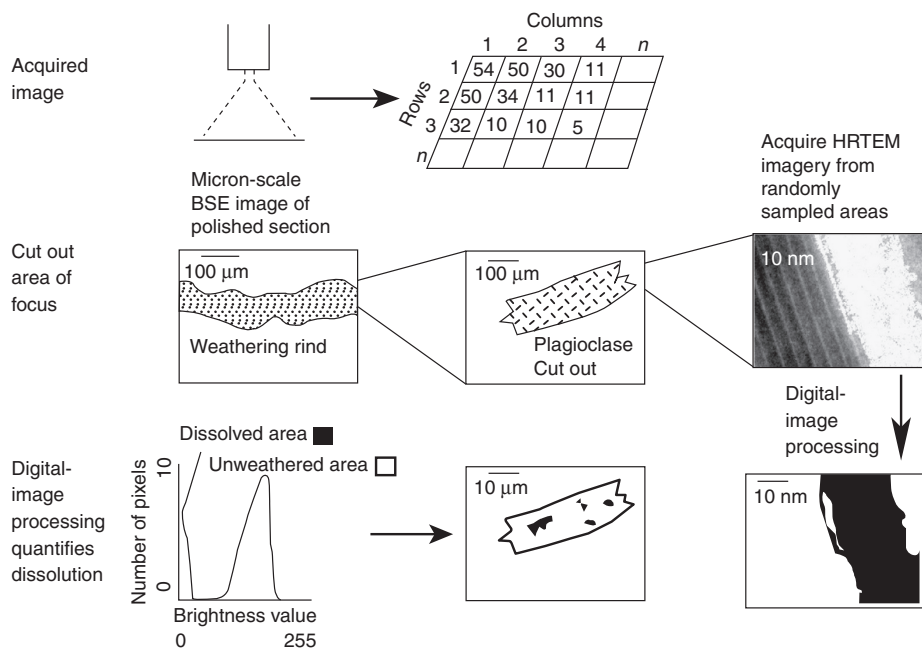 Acquired
image
Columns
1 2 3 4 n
Rows
1 54 50 30 11
2 50 34 11 11
3 32 10 10 5
n
Micron-scale
BSE image of
polished section
Acquire HRTEM
imagery from
randomly
sampled areas
Cut out
area of
focus
100 μm
Weathering rind
100 μm
Plagioclase
Cut out
10 nm
Digital-
image
processing
Digital-
image
processing
quantifies
dissolution
Dissolved area
Unweathered area
Number of pixels
10
0
Brightness value
0 255
10 μm
10 nm